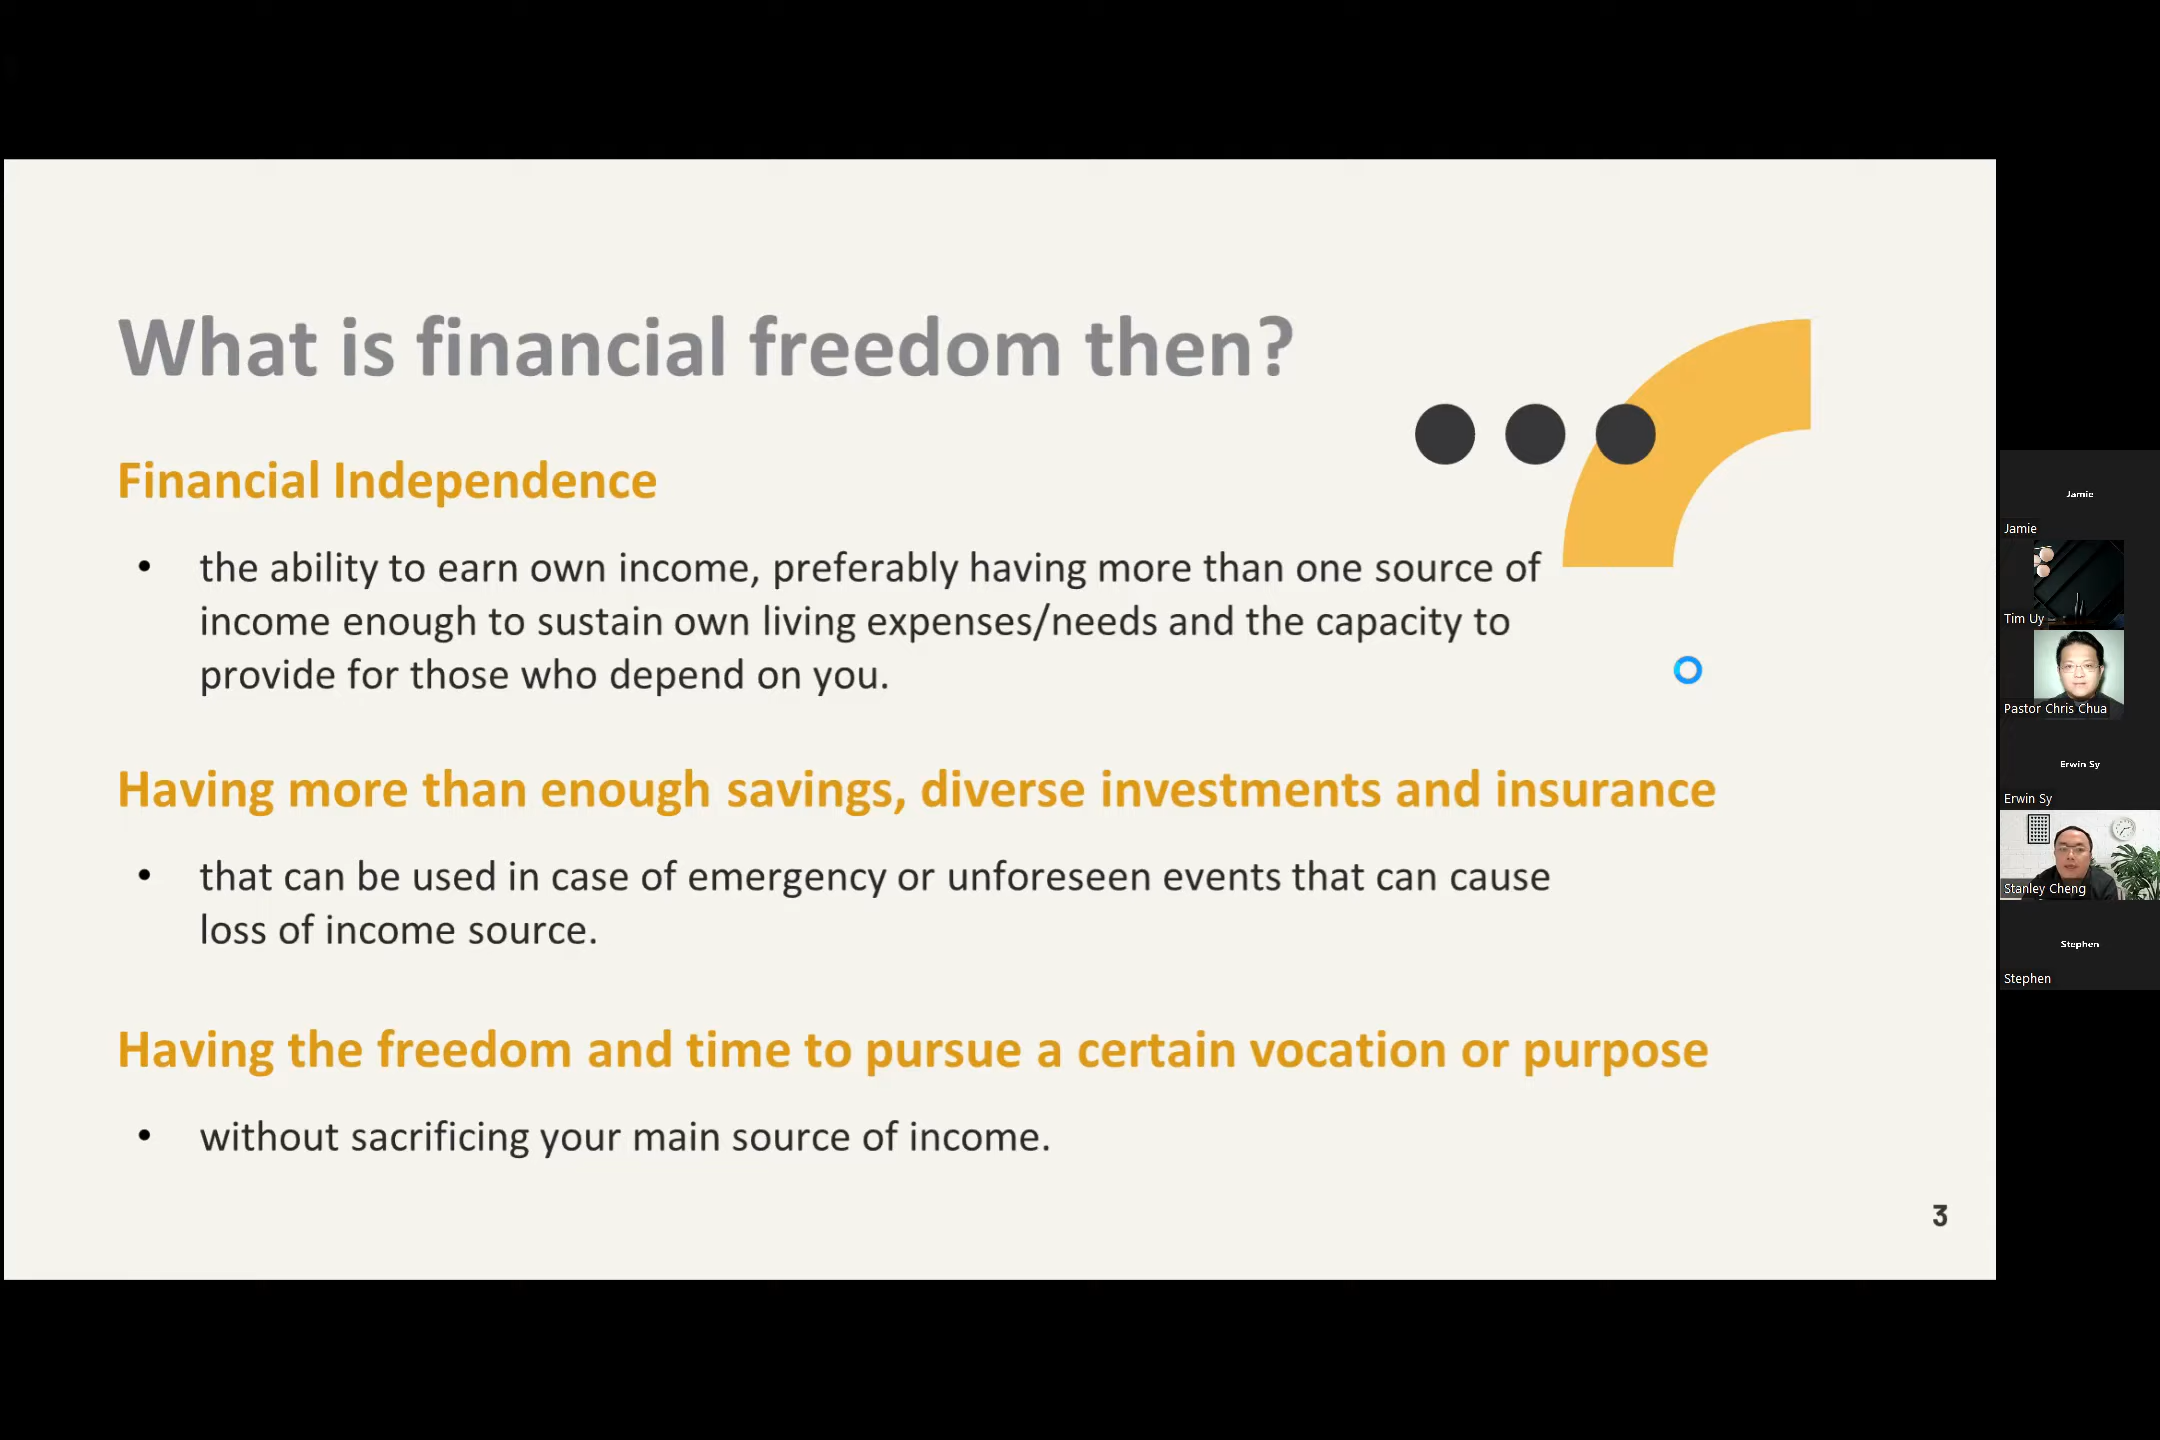 What is financial freedom then?
Financial Independence
• the ability to earn own income, preferably having more than one source of
income enough to sustain own living expenses/needs and the capacity to
provide for those who depend on you.
Having more than enough savings, diverse investments and insurance
• that can be used in case of emergency or unforeseen events that can cause
loss of income source.
Having the freedom and time to pursue a certain vocation or purpose
• without sacrificing your main source of income.
3
Jamie
Jamie
Tim Uy
Pastor Chris Chua
Erwin Sy
Erwin Sy
Stanley Cheng
Stephen
Stephen